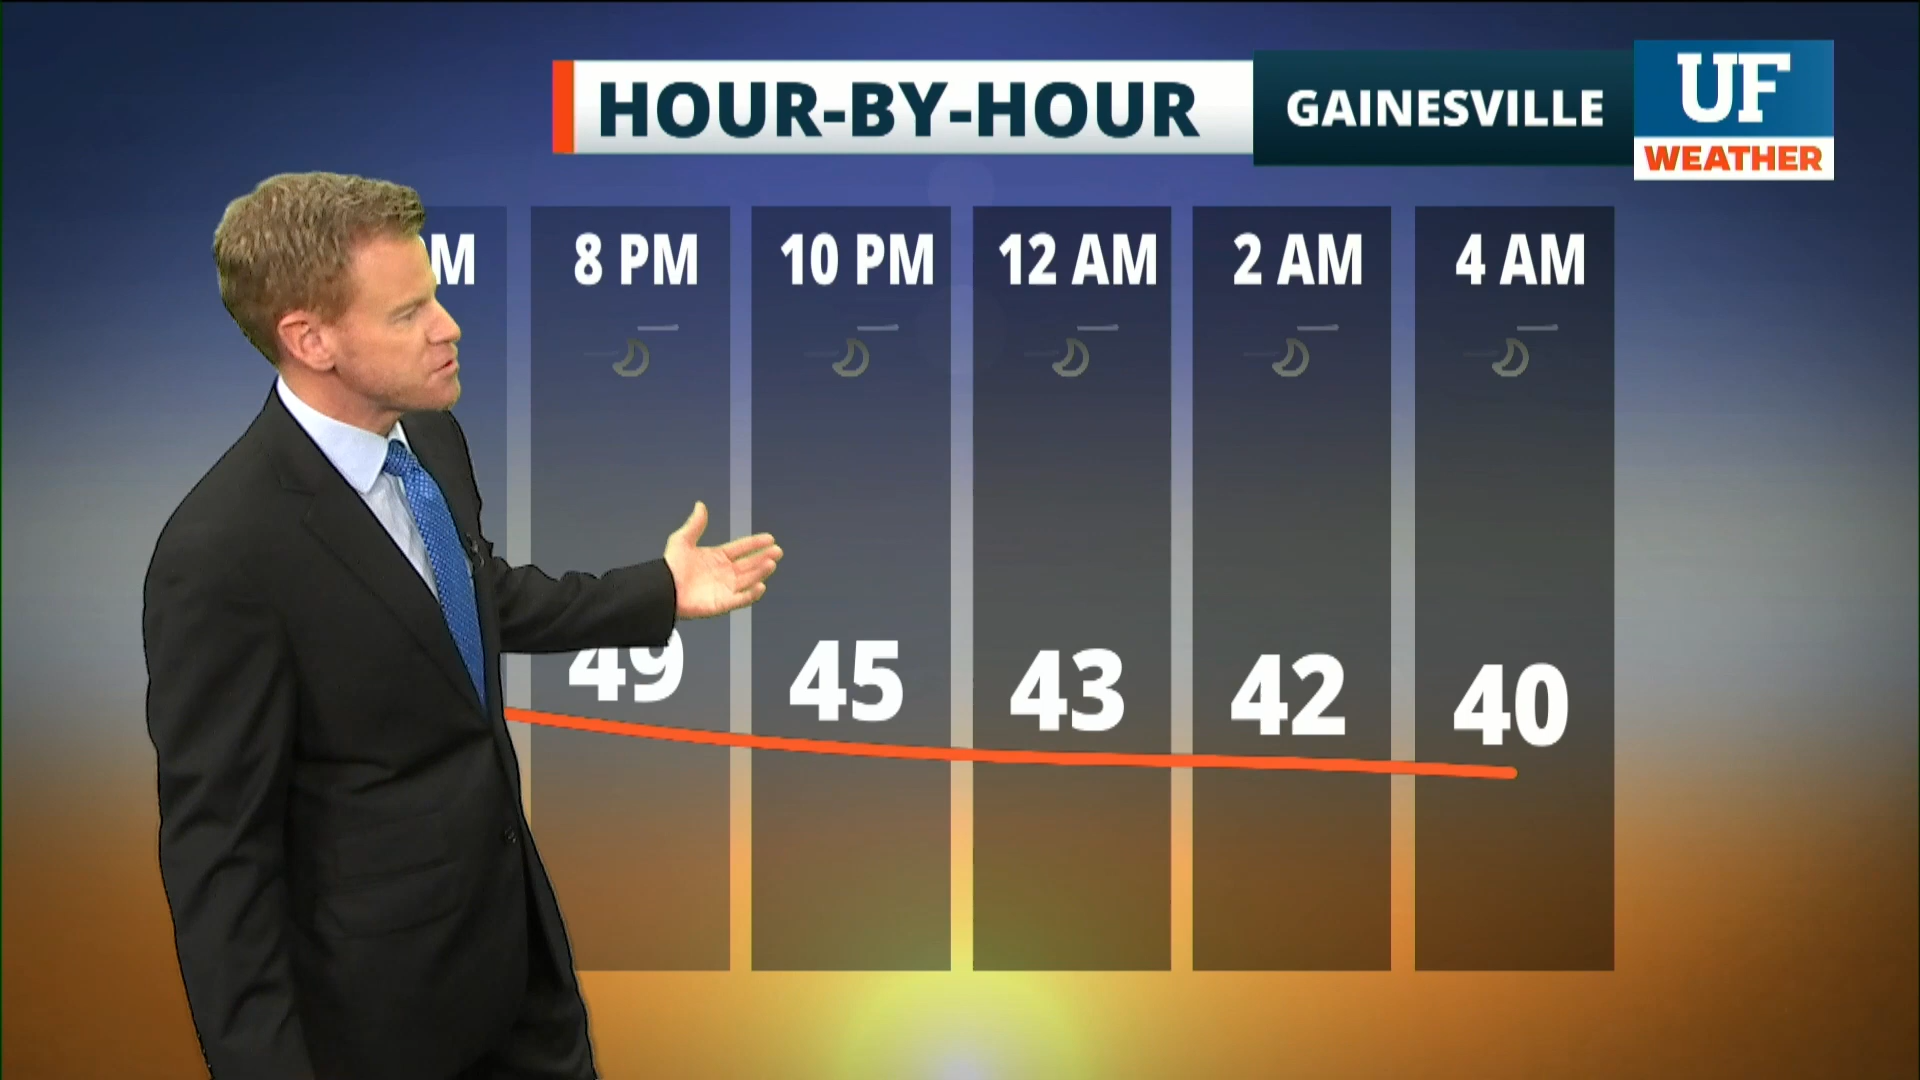 HOUR-BY-HOUR
GAINESVILLE
UF
WEATHER
8 PM
10 PM
12 AM
2 AM
4 AM
49
45
43
42
40